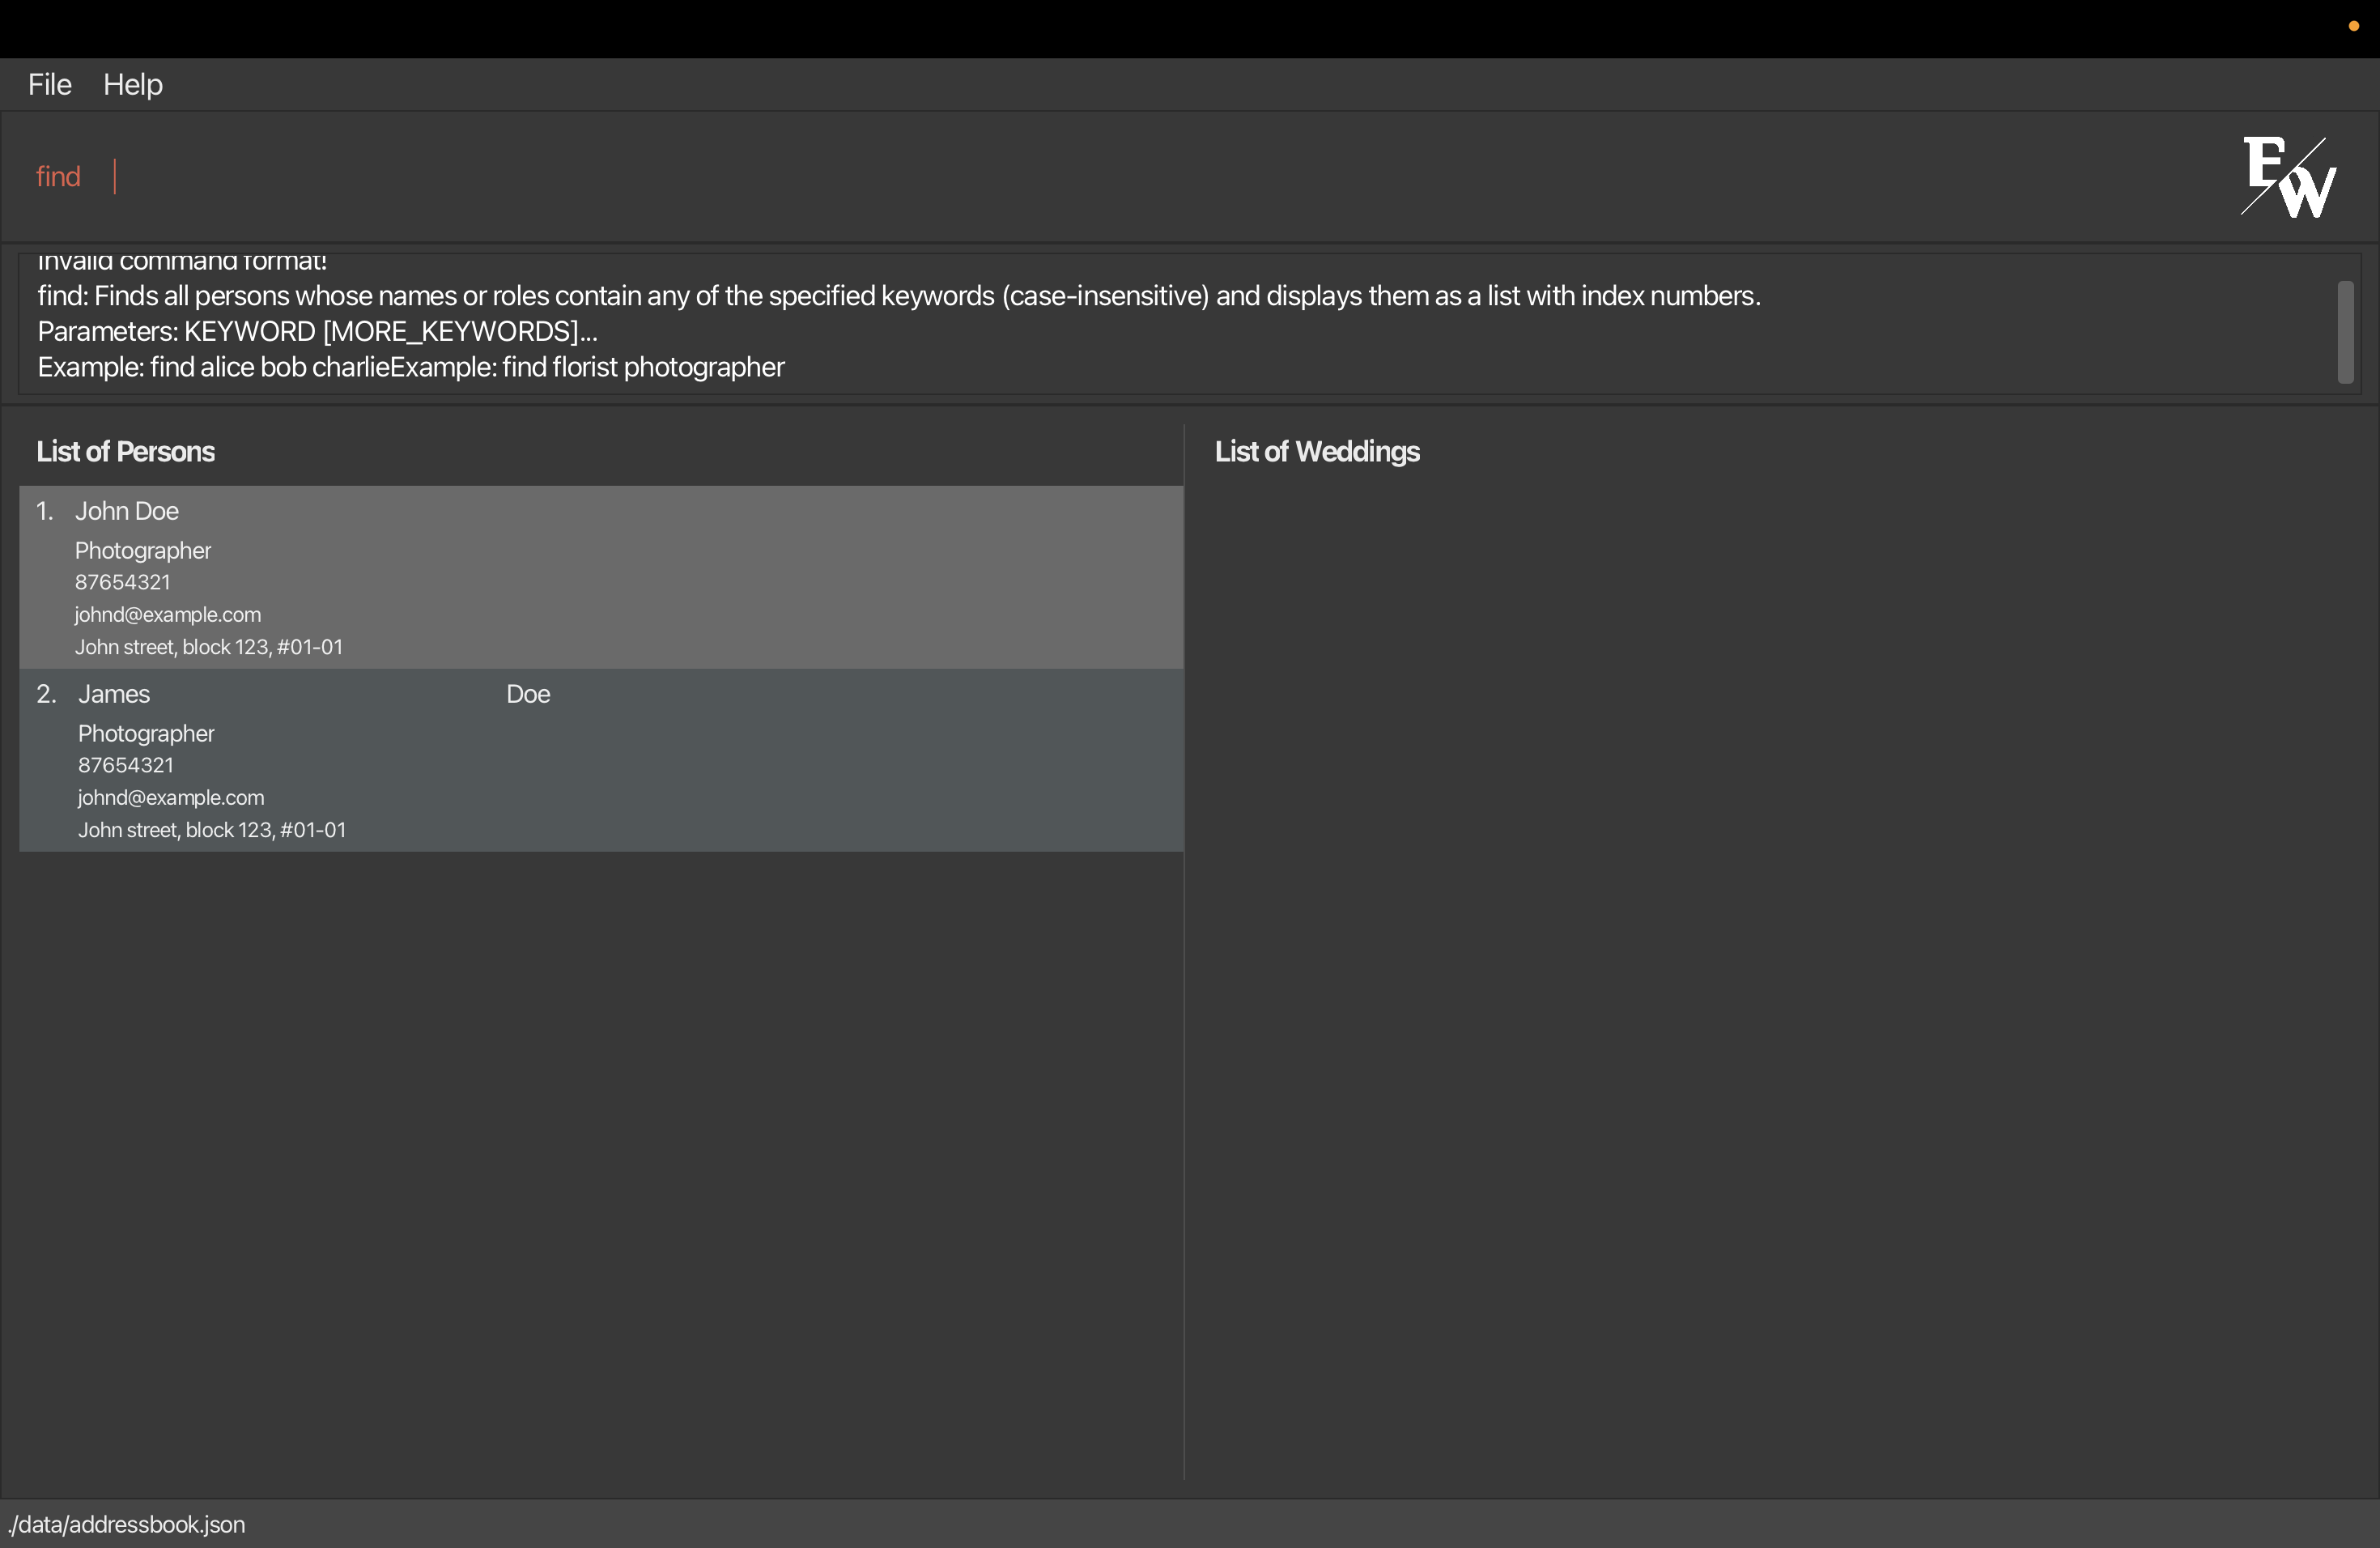 File Help
find
EW
Invalid command format!
find: Finds all persons whose names or roles contain any of the specified keywords (case-insensitive) and displays them as a list with index numbers.
Parameters: KEYWORD [MORE_KEYWORDS]...
Example: find alice bob charlieExample: find florist photographer
List of Persons
1. John Doe
Photographer
87654321
johnd@example.com
John street, block 123, #01-01
2. James Doe
Photographer
87654321
johnd@example.com
John street, block 123, #01-01
List of Weddings
./data/addressbook.json